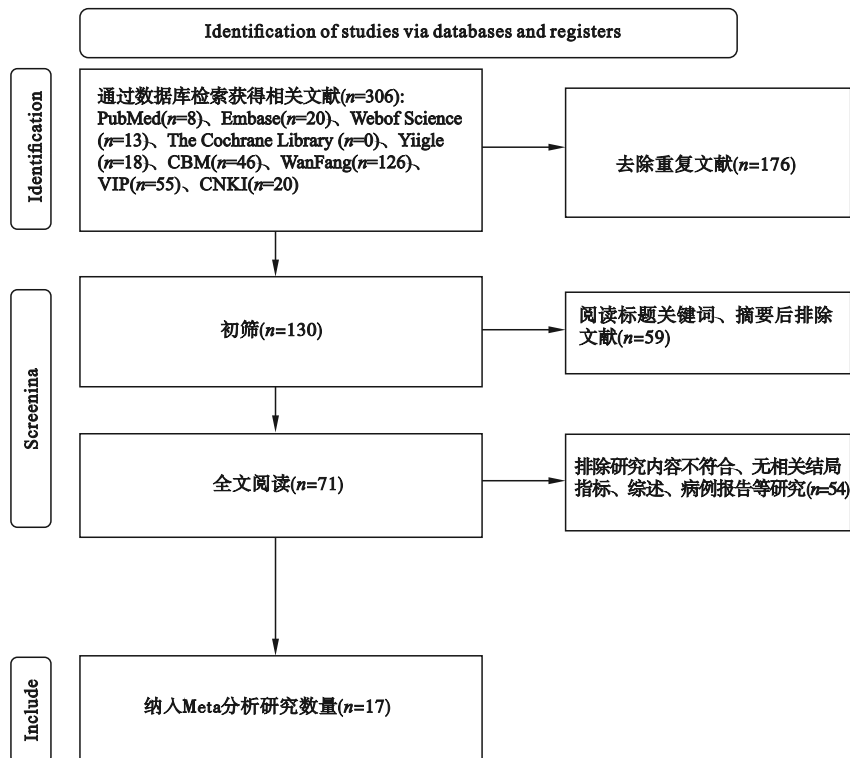 Identification of studies via databases and registers
Identification
通过数据库检索获得相关文献(n=306):
PubMed(n=8)、Embase(n=20)、Webof Science
(n=13)、The Cochrane Library (n=0)、Yiigle
(n=18)、CBM(n=46)、WanFang(n=126)、
VIP(n=55)、CNKI(n=20)
去除重复文献(n=176)
Screenina
初筛(n=130)
阅读标题关键词、摘要后排除
文献(n=59)
全文阅读(n=71)
排除研究内容不符合、无相关结局
指标、综述、病例报告等研究(n=54)
Include
纳入Meta分析研究数量(n=17)